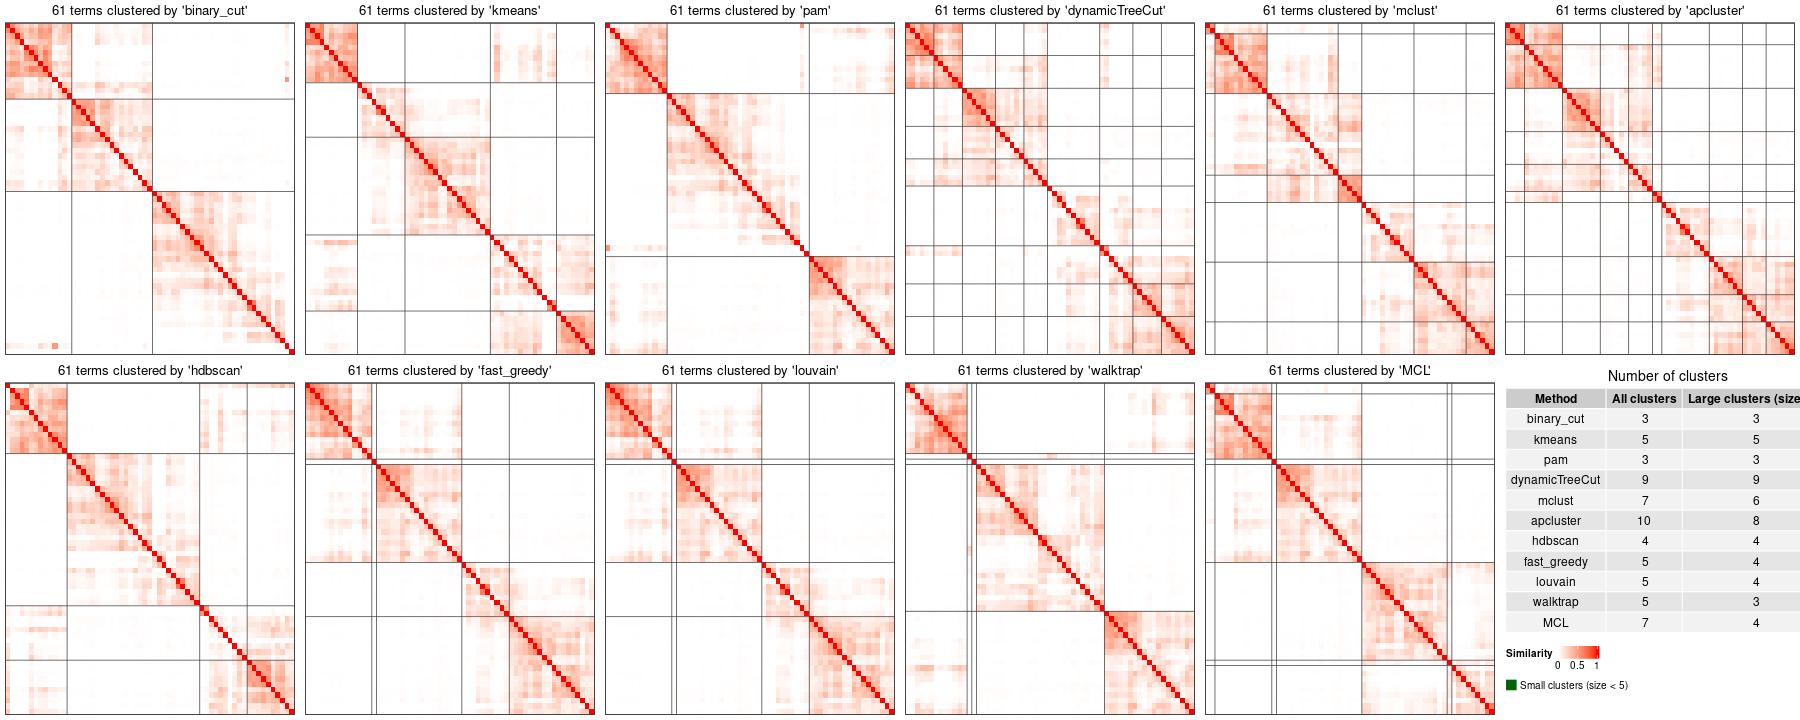 61 terms clustered by 'binary_cut'
61 terms clustered by 'kmeans'
61 terms clustered by 'pam'
61 terms clustered by 'dynamicTreeCut'
61 terms clustered by 'mclust'
61 terms clustered by 'apcluster'
61 terms clustered by 'hdbscan'
61 terms clustered by 'fast_greedy'
61 terms clustered by 'louvain'
61 terms clustered by 'walktrap'
61 terms clustered by 'MCL'
Number of clusters
Method All clusters Large clusters (size
binary_cut 3 3
kmeans 5 5
pam 3 3
dynamicTreeCut 9 9
mclust 7 6
apcluster 10 8
hdbscan 4 4
fast_greedy 5 4
louvain 5 4
walktrap 5 3
MCL 7 4
Similarity
0 0.5 1
Small clusters (size < 5)